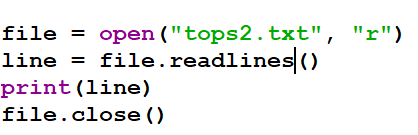 file = open("tops2.txt", "r")
line = file.readlines()
print(line)
file.close()